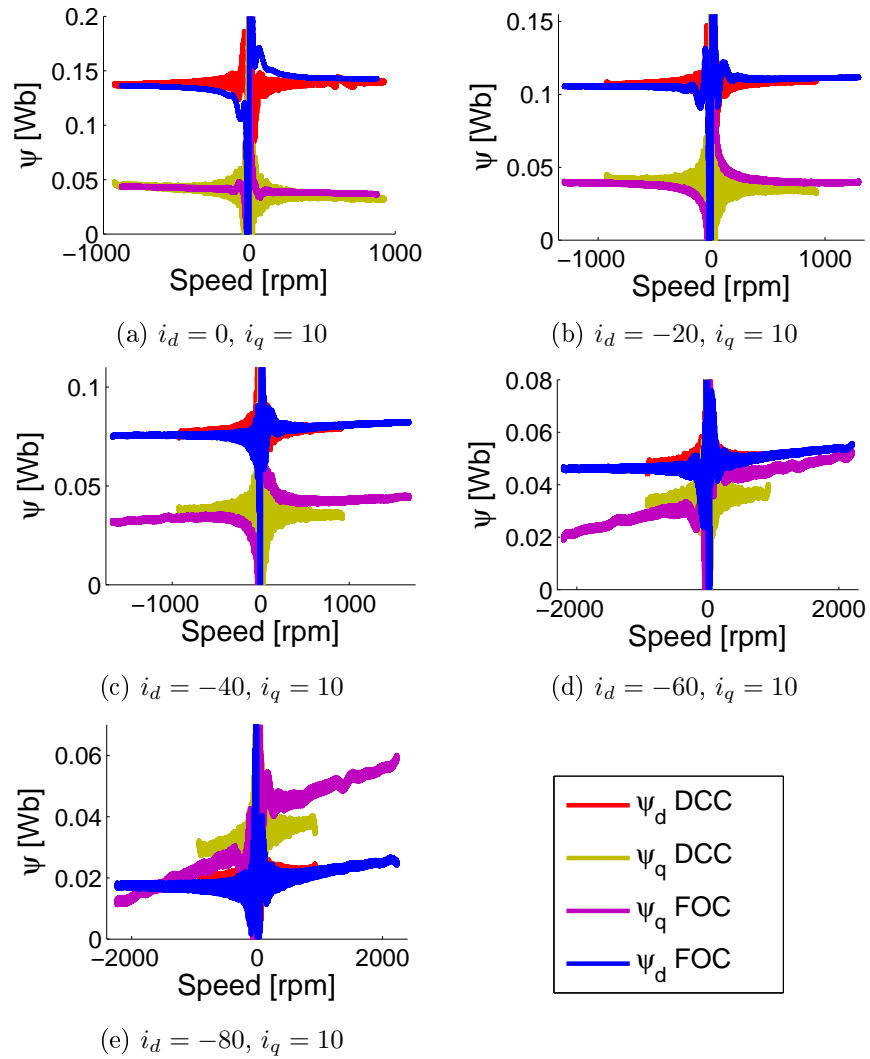 0.2
0.15
0.1
0.05
0
ψ [Wb]
−1000 0 1000
Speed [rpm]
(a) i_d = 0, i_q = 10
0.15
0.1
0.05
0
ψ [Wb]
−1000 0 1000
Speed [rpm]
(b) i_d = −20, i_q = 10
0.1
0.05
0
ψ [Wb]
−1000 0 1000
Speed [rpm]
(c) i_d = −40, i_q = 10
0.08
0.06
0.04
0.02
0
ψ [Wb]
−2000 0 2000
Speed [rpm]
(d) i_d = −60, i_q = 10
0.06
0.04
0.02
0
ψ [Wb]
−2000 0 2000
Speed [rpm]
(e) i_d = −80, i_q = 10
ψ_d DCC
ψ_q DCC
ψ_q FOC
ψ_d FOC